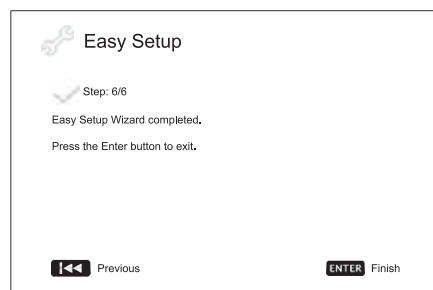 Easy Setup
Step: 6/6
Easy Setup Wizard completed.
Press the Enter button to exit.
Previous
ENTER Finish